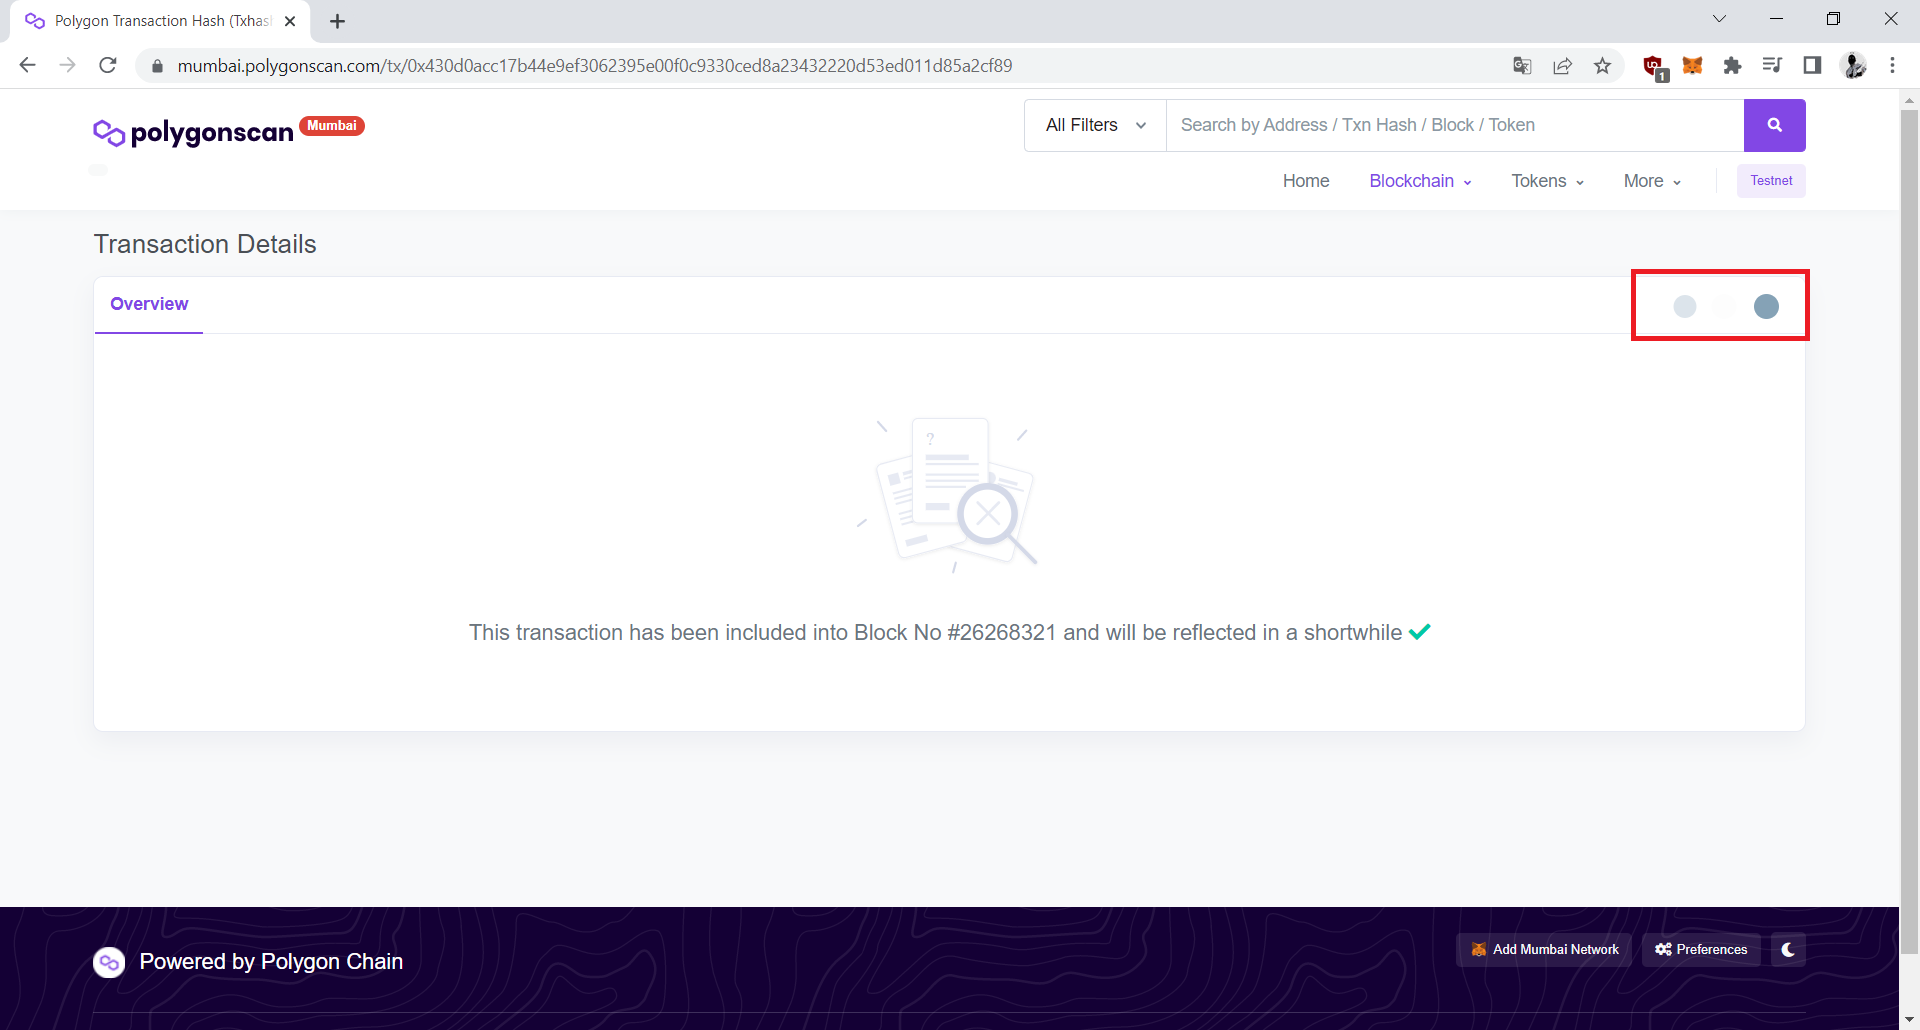 Polygon Transaction Hash (Txhas
mumbai.polygonscan.com/tx/0x430d0acc17b44e9ef3062395e00f0c9330ced8a23432220d53ed011d85a2cf89
1
polygonscan Mumbai
All Filters
Search by Address / Txn Hash / Block / Token
Home Blockchain Tokens More Testnet
Transaction Details
Overview
?
This transaction has been included into Block No #26268321 and will be reflected in a shortwhile
Powered by Polygon Chain
Add Mumbai Network
Preferences